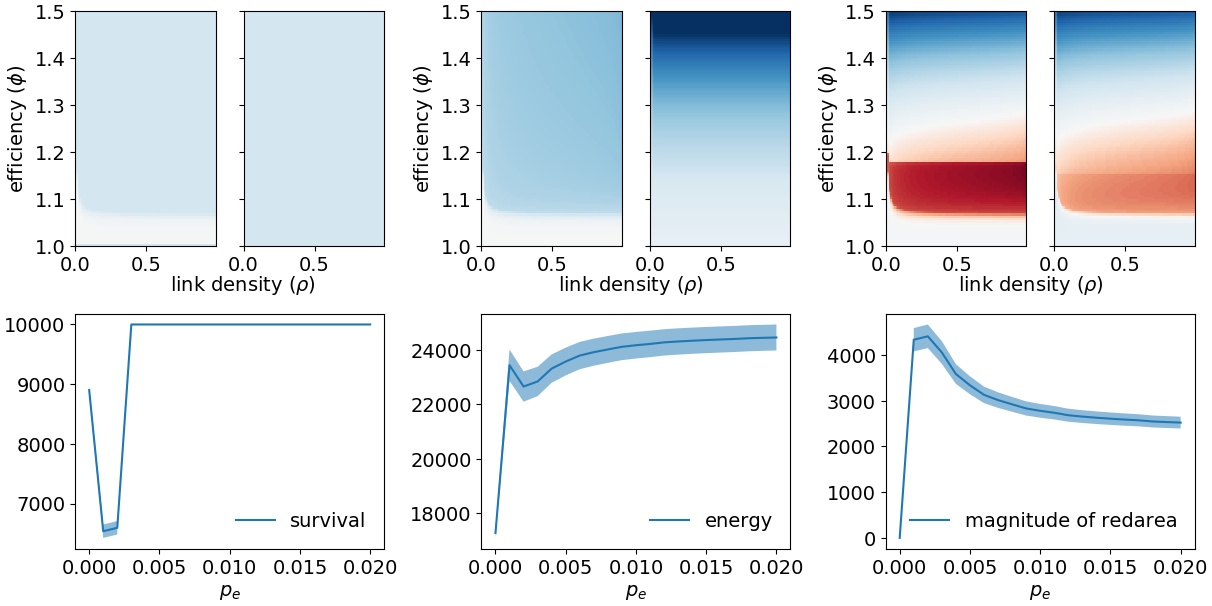 1.5 1.5 1.5
1.4 1.4 1.4
1.3 1.3 1.3
1.2 1.2 1.2
1.1 1.1 1.1
1.0 1.0 1.0
efficiency (ϕ) efficiency (ϕ) efficiency (ϕ)
0.0 0.5 0.0 0.5 0.0 0.5 0.0 0.5 0.0 0.5 0.0 0.5
link density (ρ) link density (ρ) link density (ρ)
10000
9000
8000
7000
survival
0.000 0.005 0.010 0.015 0.020
pₑ
24000
22000
20000
18000
energy
0.000 0.005 0.010 0.015 0.020
pₑ
4000
3000
2000
1000
0
magnitude of redarea
0.000 0.005 0.010 0.015 0.020
pₑ